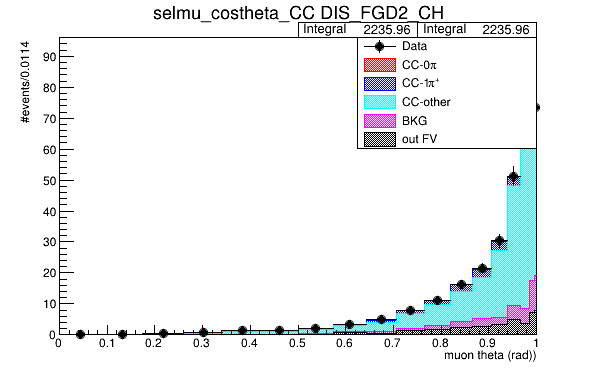 selmu_costheta_CC DIS_FGD2_CH
Integral 2235.96 Integral 2235.96
Data
CC-0π
CC-1π⁺
CC-other
BKG
out FV
#events/0.0114
90
80
70
60
50
40
30
20
10
0
0 0.1 0.2 0.3 0.4 0.5 0.6 0.7 0.8 0.9 1
muon theta (rad))